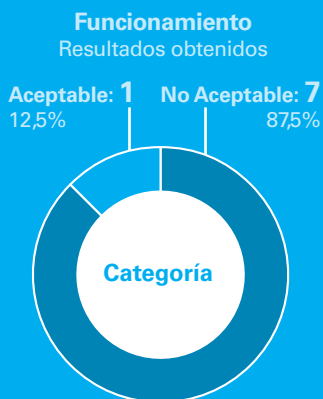 Funcionamiento
Resultados obtenidos
Aceptable: 1 No Aceptable: 7
12,5% 87,5%
Categoría